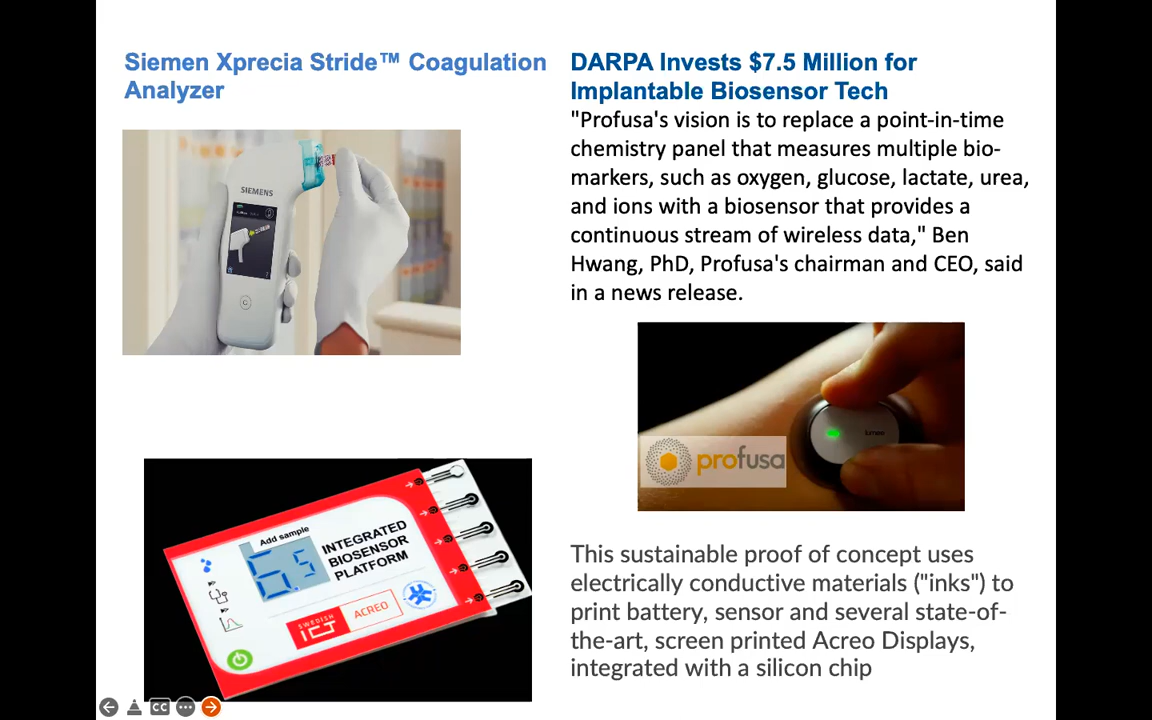 Siemen Xprecia Stride™ Coagulation
Analyzer
SIEMENS
DARPA Invests $7.5 Million for
Implantable Biosensor Tech
"Profusa's vision is to replace a point-in-time
chemistry panel that measures multiple bio-
markers, such as oxygen, glucose, lactate, urea,
and ions with a biosensor that provides a
continuous stream of wireless data," Ben
Hwang, PhD, Profusa's chairman and CEO, said
in a news release.
lumee
profusa
Add sample
6.5
INTEGRATED
BIOSENSOR
PLATFORM
SWEDISH
ICT
ACREO
This sustainable proof of concept uses
electrically conductive materials ("inks") to
print battery, sensor and several state-of-
the-art, screen printed Acreo Displays,
integrated with a silicon chip
CC